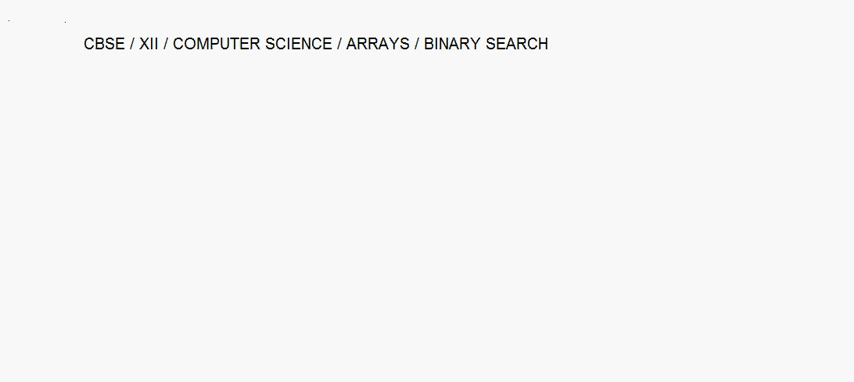 CBSE / XII / COMPUTER SCIENCE / ARRAYS / BINARY SEARCH